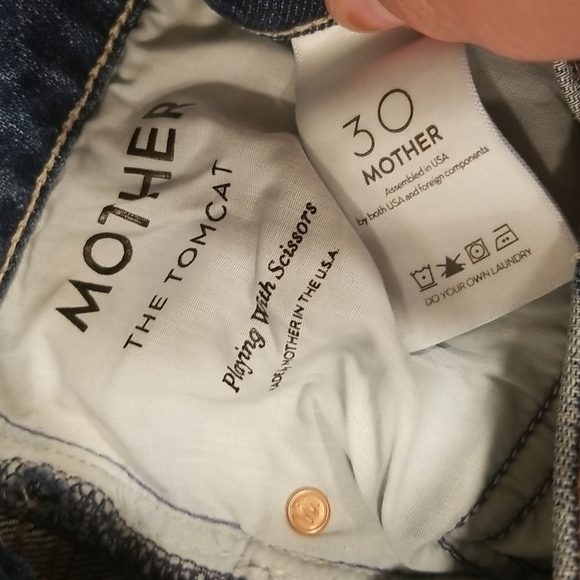 MOTHER
THE TOMCAT
Playing With Scissors
MADE N MOTHER IN THE U.S.A.
30
MOTHER
Assembled in USA
by both USA and foreign components
DO YOUR OWN LAUNDRY